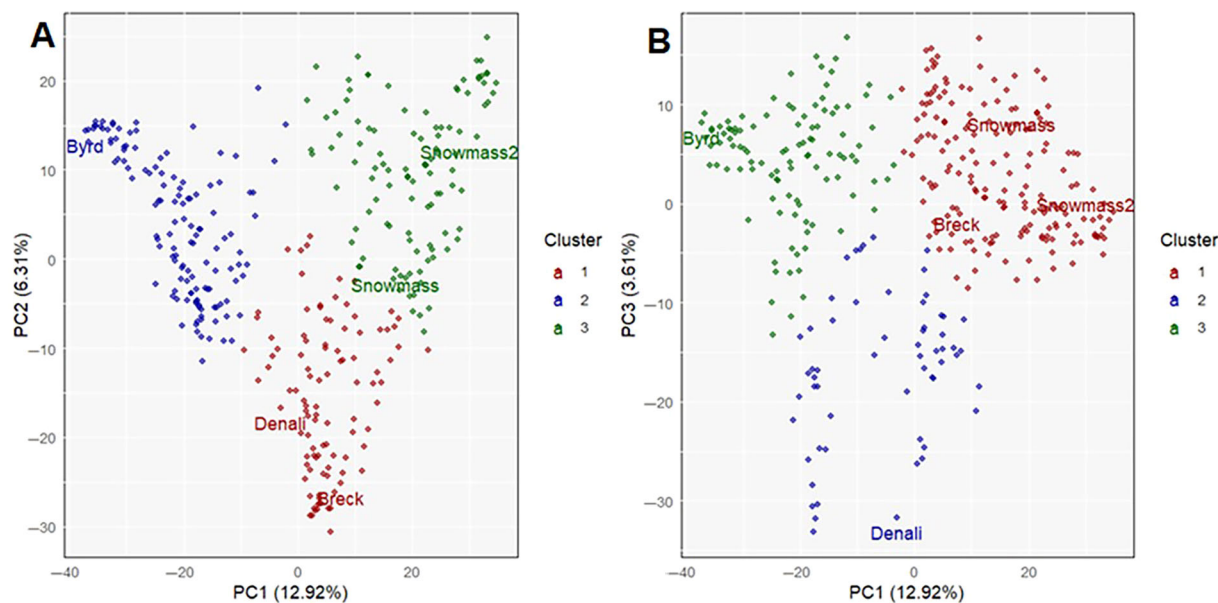 A
PC2 (6.31%)
20
10
0
−10
−20
−30
Byrd
Snowmass2
Snowmass
Denali
Breck
−40
−20
0
20
PC1 (12.92%)
Cluster
a 1
a 2
a 3
B
PC3 (3.61%)
10
0
−10
−20
−30
Snowmass
Byrd
Snowmass2
Breck
Denali
−40
−20
0
20
PC1 (12.92%)
Cluster
a 1
a 2
a 3